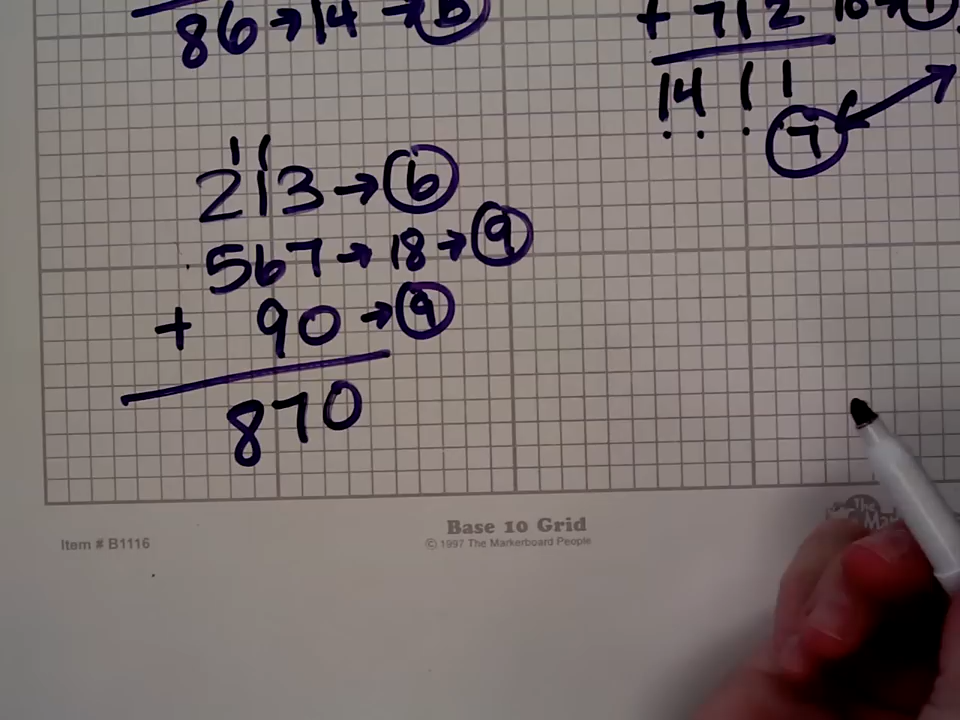 86→14→
+ 712
14 1 1
7
1 1
213→6
567→18→9
+ 90→9
870
Base 10 Grid
Item # B1116
© 1997 The Markerboard People
The